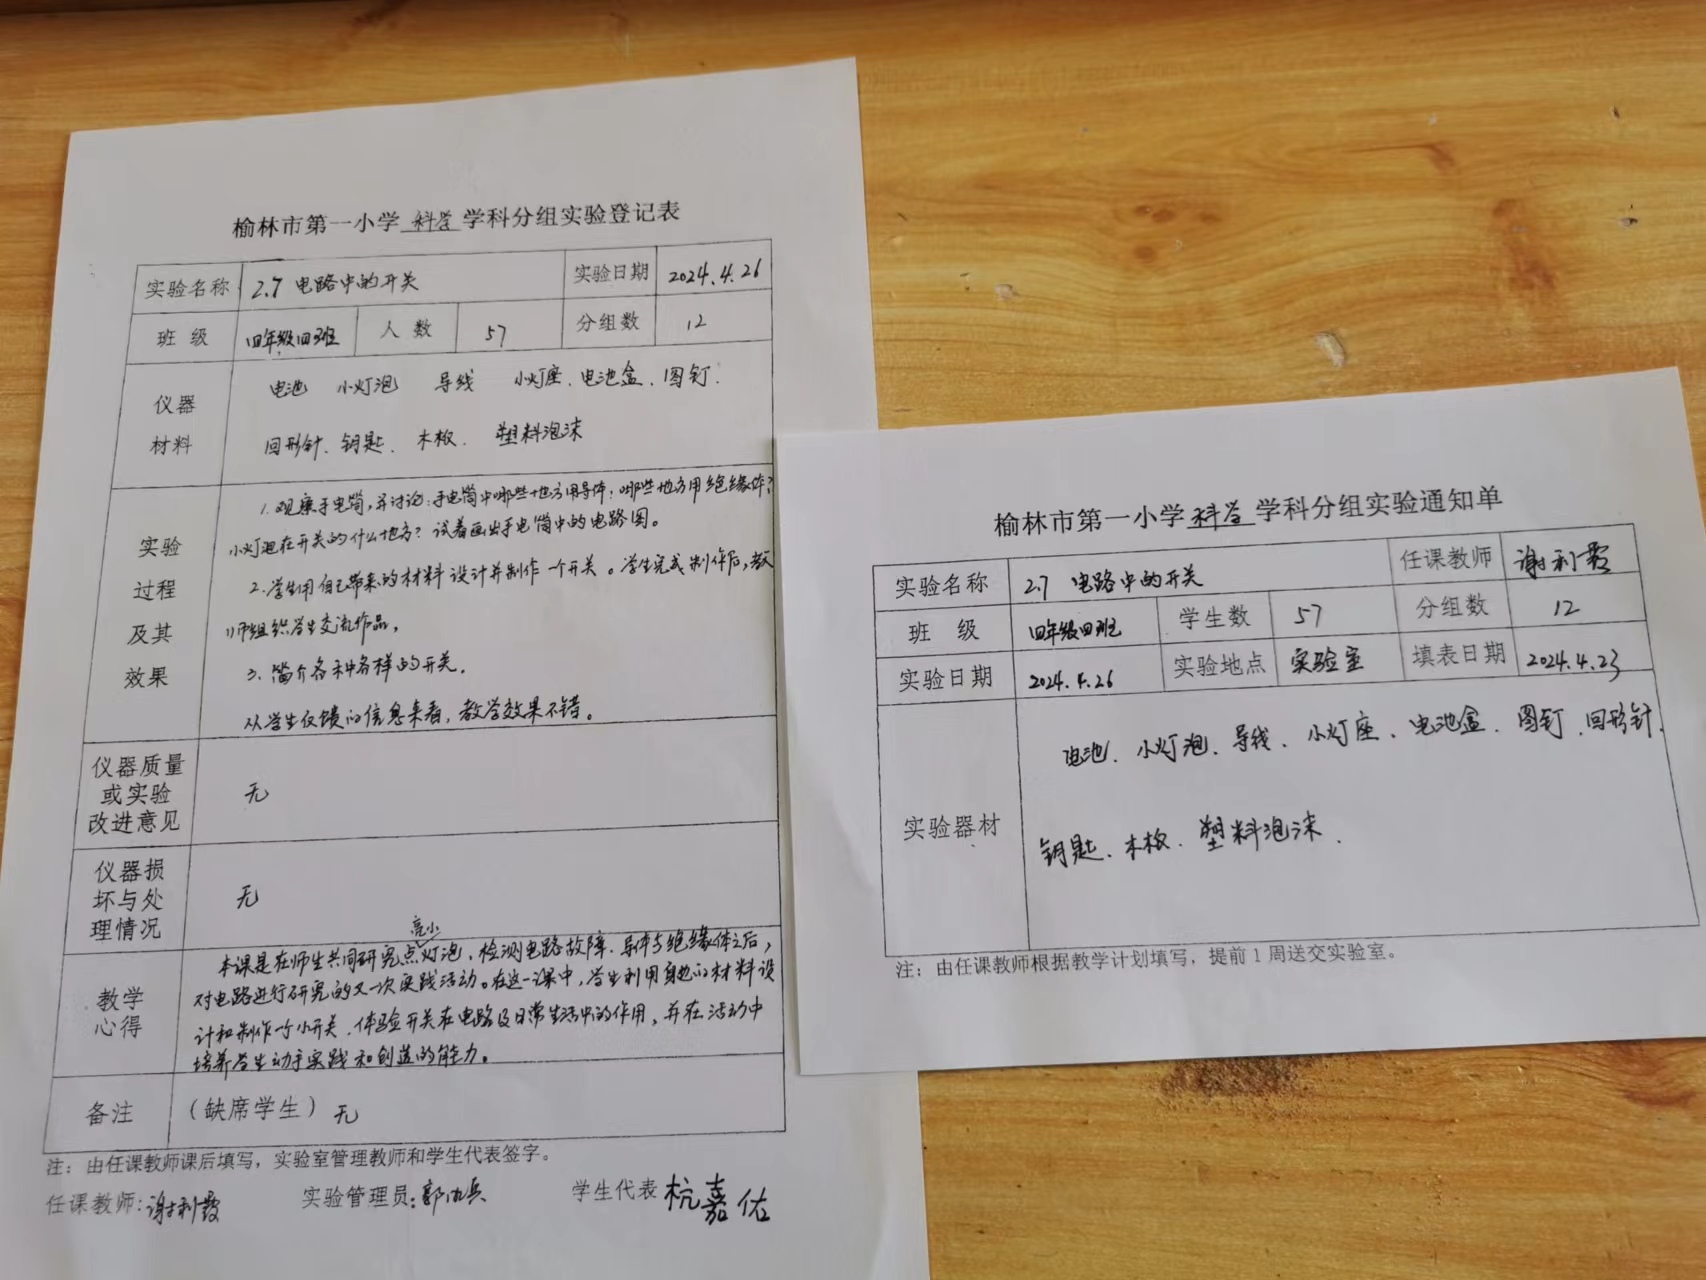 榆林市第一小学 科学 学科分组实验登记表
实验名称 2.7 电路中的开关 实验日期 2024.4.26
班 级 四年级四班 人 数 57 分组数 12
仪器
材料
电池 小灯泡 导线 小灯座、电池盒、图钉、
回形针、钥匙、木板、塑料泡沫
实验
过程
及其
效果
1. 观察手电筒,并讨论:手电筒中哪些地方用导体?哪些地方用绝缘体?
小灯泡在开关的什么地方?试着画出手电筒中的电路图。
2. 学生用自己带来的材料设计并制作一个开关。学生完成制作后,教
师组织学生交流作品。
3. 简介各种各样的开关。
从学生反馈的信息来看,教学效果不错。
仪器质量
或实验
改进意见
无
仪器损
坏与处
理情况
无
教学
心得
亮小
本课是在师生共同研究点灯泡、检测电路故障、导体与绝缘体之后,
对电路进行研究的又一次实践活动。在这一课中,学生利用身边的材料设
计和制作一个小开关,体验开关在电路及日常生活中的作用,并在活动中
培养学生动手实践和创造的能力。
备注 (缺席学生) 无
注:由任课教师课后填写,实验室管理教师和学生代表签字。
任课教师:谢利霞 实验管理员:郭 兵 学生代表 杭嘉佑
榆林市第一小学 科学 学科分组实验通知单
实验名称 2.7 电路中的开关 任课教师 谢利霞
班 级 四年级四班 学生数 57 分组数 12
实验日期 2024.4.26 实验地点 实验室 填表日期 2024.4.23
实验器材
电池、小灯泡、导线、小灯座、电池盒、图钉、回形针、
钥匙、木板、塑料泡沫、
注:由任课教师根据教学计划填写,提前1周送交实验室。